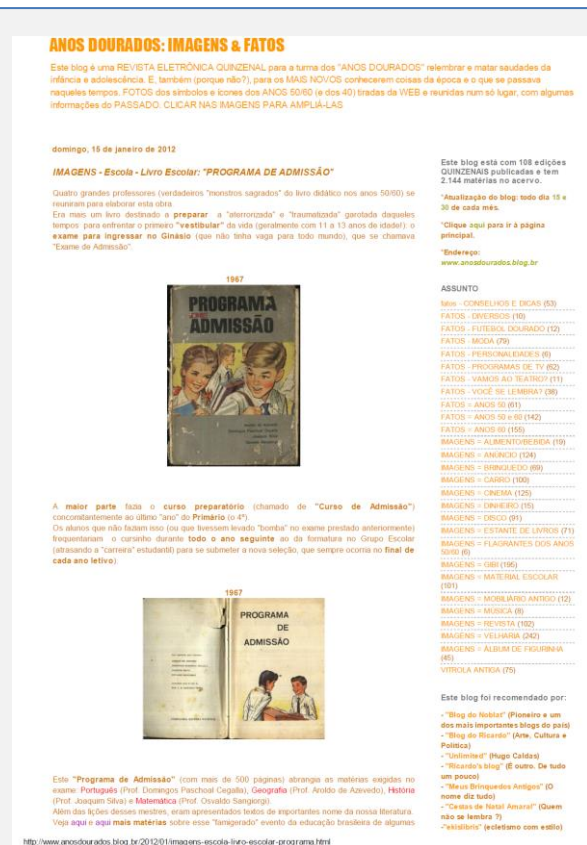 ANOS DOURADOS: IMAGENS & FATOS
Este blog é uma REVISTA ELETRÔNICA QUINZENAL para a turma dos "ANOS DOURADOS" relembrar e matar saudades da
infância e adolescência. E, também (porque não?), para os MAIS NOVOS conhecerem coisas da época e o que se passava
naqueles tempos. FOTOS dos símbolos e ícones dos ANOS 50/60 (e dos 40) tiradas da WEB e reunidas num só lugar, com algumas
informações do PASSADO. CLICAR NAS IMAGENS PARA AMPLIÁ-LAS
domingo, 15 de janeiro de 2012
IMAGENS - Escola - Livro Escolar: "PROGRAMA DE ADMISSÃO"
Quatro grandes professores (verdadeiros "monstros sagrados" do livro didático nos anos 50/60) se
reuniram para elaborar esta obra.
Era mais um livro destinado a preparar a "aterrorizada" e "traumatizada" garotada daqueles
tempos para enfrentar o primeiro "vestibular" da vida (geralmente com 11 a 13 anos de idade!): o
exame para ingressar no Ginásio (que não tinha vaga para todo mundo), que se chamava
"Exame de Admissão".
1967
PROGRAMA
DE
ADMISSÃO
A maior parte fazia o curso preparatório (chamado de "Curso de Admissão")
concomitantemente ao último "ano" do Primário (o 4º).
Os alunos que não faziam isso (ou que tivessem levado "bomba" no exame prestado anteriormente)
frequentariam o cursinho durante todo o ano seguinte ao da formatura no Grupo Escolar
(atrasando a "carreira" estudantil) para se submeter a nova seleção, que sempre ocorria no final de
cada ano letivo).
1967
PROGRAMA
DE
ADMISSÃO
Este "Programa de Admissão" (com mais de 500 páginas) abrangia as matérias exigidas no
exame: Português (Prof. Domingos Paschoal Cegalla), Geografia (Prof. Aroldo de Azevedo), História
(Prof. Joaquim Silva) e Matemática (Prof. Osvaldo Sangiorgi).
Além das lições desses mestres, eram apresentados textos de importantes nome da nossa literatura.
Veja aqui e aqui mais matérias sobre esse "famigerado" evento da educação brasileira de algumas
Este blog está com 108 edições
QUINZENAIS publicadas e tem
2.144 matérias no acervo.
"Atualização do blog: todo dia 15 e
30 de cada mês.
"Clique aqui para ir à página
principal.
"Endereço:
www.anosdourados.blog.br
ASSUNTO
fatos - CONSELHOS E DICAS (53)
FATOS - DIVERSOS (10)
FATOS - FUTEBOL DOURADO (12)
FATOS - MODA (79)
FATOS - PERSONALIDADES (6)
FATOS - PROGRAMAS DE TV (62)
FATOS - VAMOS AO TEATRO? (11)
FATOS - VOCÊ SE LEMBRA? (38)
FATOS = ANOS 50 (61)
FATOS = ANOS 50 e 60 (142)
FATOS = ANOS 60 (155)
IMAGENS = ALIMENTO/BEBIDA (19)
IMAGENS = ANÚNCIO (124)
IMAGENS = BRINQUEDO (69)
IMAGENS = CARRO (100)
IMAGENS = CINEMA (125)
IMAGENS = DINHEIRO (15)
IMAGENS = DISCO (91)
IMAGENS = ESTANTE DE LIVROS (71)
IMAGENS = FLAGRANTES DOS ANOS
50/60 (6)
IMAGENS = GIBI (195)
IMAGENS = MATERIAL ESCOLAR
(101)
IMAGENS = MOBILIÁRIO ANTIGO (12)
IMAGENS = MÚSICA (8)
IMAGENS = REVISTA (102)
IMAGENS = VELHARIA (242)
IMAGENS = ÁLBUM DE FIGURINHA
(45)
VITROLA ANTIGA (75)
Este blog foi recomendado por:
- "Blog do Noblat" (Pioneiro e um
dos mais importantes blogs do país)
- "Blog do Ricardo" (Arte, Cultura e
Política)
- "Unlimited" (Hugo Caldas)
- "Ricardo's blog" (É outro. De tudo
um pouco)
- "Meus Brinquedos Antigos" (O
nome diz tudo)
- "Cestas de Natal Amaral" (Quem
não se lembra ?)
-"ekislibris" (ecletismo com estilo)
http://www.anosdourados.blog.br/2012/01/imagens-escola-livro-escolar-programa.html